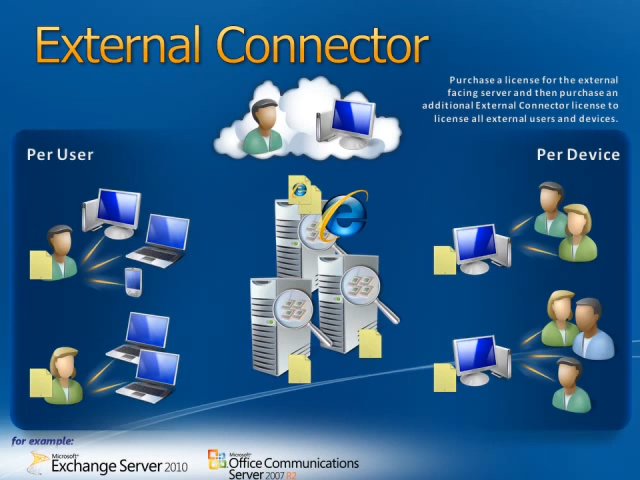 External Connector
Purchase a license for the external
facing server and then purchase an
additional External Connector license to
license all external users and devices.
Per User
Per Device
for example:
Microsoft
Exchange Server 2010
Microsoft
Office Communications
Server 2007 R2